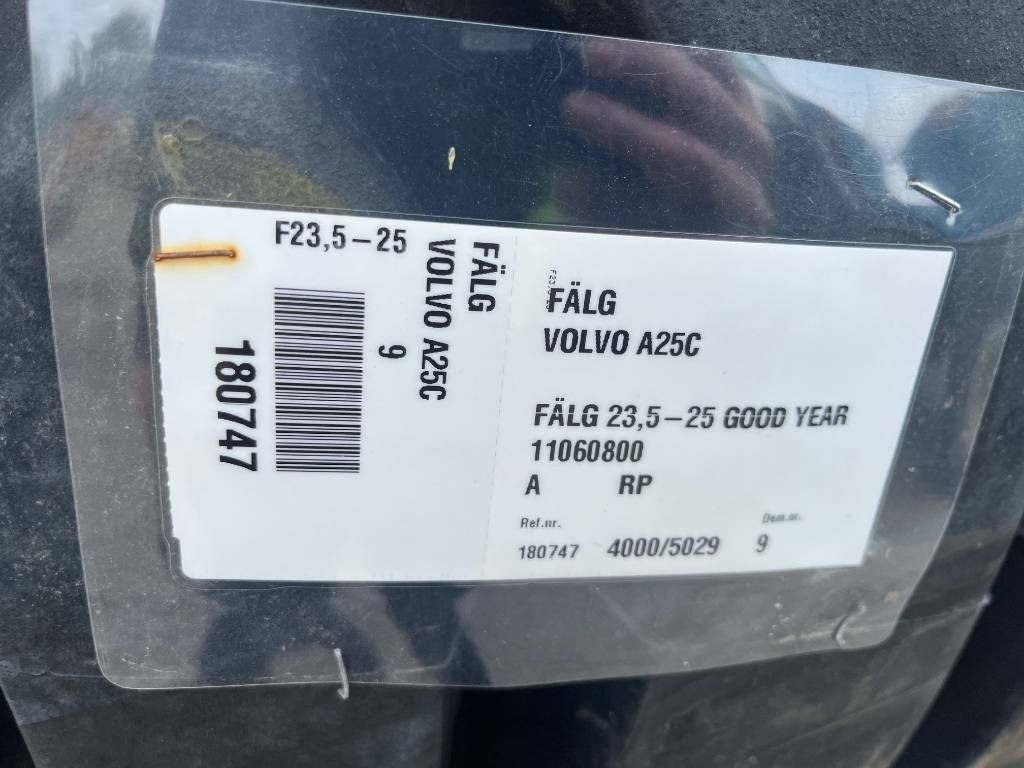 F23,5-25
FÄLG
VOLVO A25C
9
180747
FÄLG
VOLVO A25C
FÄLG 23,5-25 GOOD YEAR
11060800
A RP
Ref.nr. Dem.nr.
180747 4000/5029 9